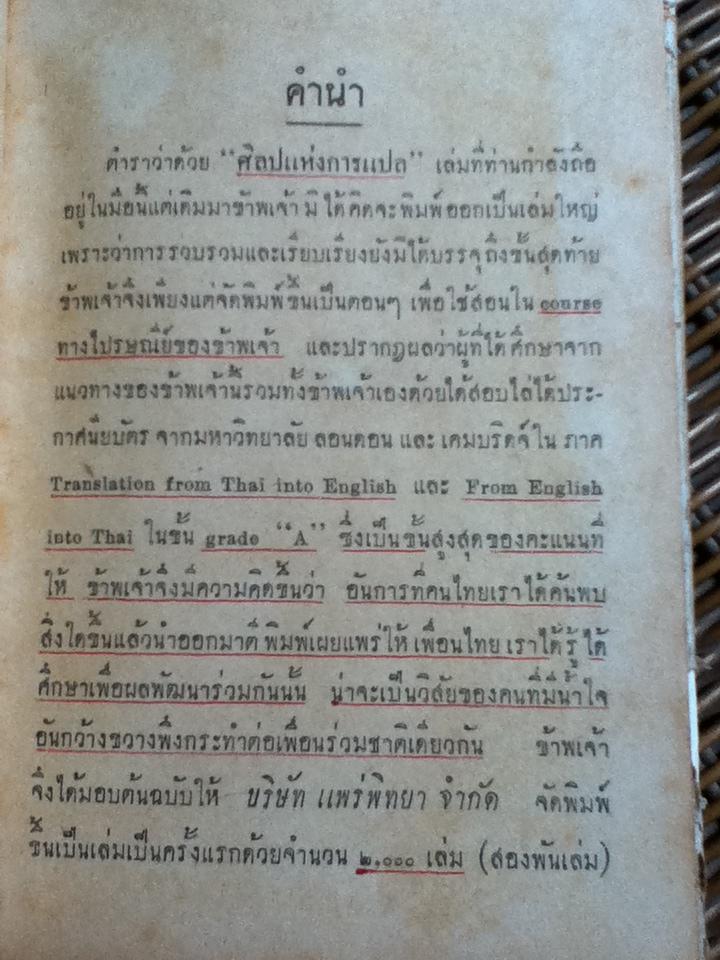 คำนำ
ตำราว่าด้วย “ศิลปแห่งการแปล” เล่มที่ท่านกำลังถือ
อยู่ในมือนี้แต่เดิมมาข้าพเจ้ามิได้คิดจะพิมพ์ออกเป็นเล่มใหญ่
เพราะว่าการรวบรวมและเรียบเรียงยังมิได้บรรจุถึงขั้นสุดท้าย
ข้าพเจ้าจึงเพียงแต่จัดพิมพ์ขึ้นเป็นตอนๆ เพื่อใช้สอนใน course
ทางไปรษณีย์ของข้าพเจ้า และปรากฏผลว่าผู้ที่ได้ศึกษาจาก
แนวทางของข้าพเจ้านี้รวมทั้งข้าพเจ้าเองด้วยได้สอบไล่ได้ประ-
กาศนียบัตร จากมหาวิทยาลัย ลอนดอน และ เคมบริดจ์ ใน ภาค
Translation from Thai into English และ From English
into Thai ในชั้น grade “A” ซึ่งเป็นขั้นสูงสุดของคะแนนที่
ให้ ข้าพเจ้าจึงมีความคิดขึ้นว่า อันการที่คนไทยเราได้ค้นพบ
สิ่งใดขึ้นแล้วนำออกมาตีพิมพ์เผยแพร่ให้เพื่อนไทยเราได้รู้ ได้
ศึกษาเพื่อผลพัฒนาร่วมกันนั้น น่าจะเป็นวิสัยของคนที่มีน้ำใจ
อันกว้างขวางพึงกระทำต่อเพื่อนร่วมชาติเดียวกัน ข้าพเจ้า
จึงได้มอบต้นฉบับให้ บริษัท แพร่พิทยา จำกัด จัดพิมพ์
ขึ้นเป็นเล่มเป็นครั้งแรกด้วยจำนวน ๒,๐๐๐ เล่ม (สองพันเล่ม)